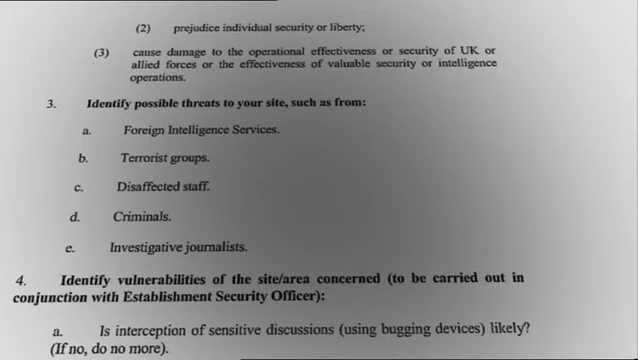 (2) prejudice individual security or liberty;
(3) cause damage to the operational effectiveness or security of UK or
allied forces or the effectiveness of valuable security or intelligence
operations.
3. Identify possible threats to your site, such as from:
a. Foreign Intelligence Services.
b. Terrorist groups.
c. Disaffected staff.
d. Criminals.
e. Investigative journalists.
4. Identify vulnerabilities of the site/area concerned (to be carried out in
conjunction with Establishment Security Officer):
a. Is interception of sensitive discussions (using bugging devices) likely?
(If no, do no more).